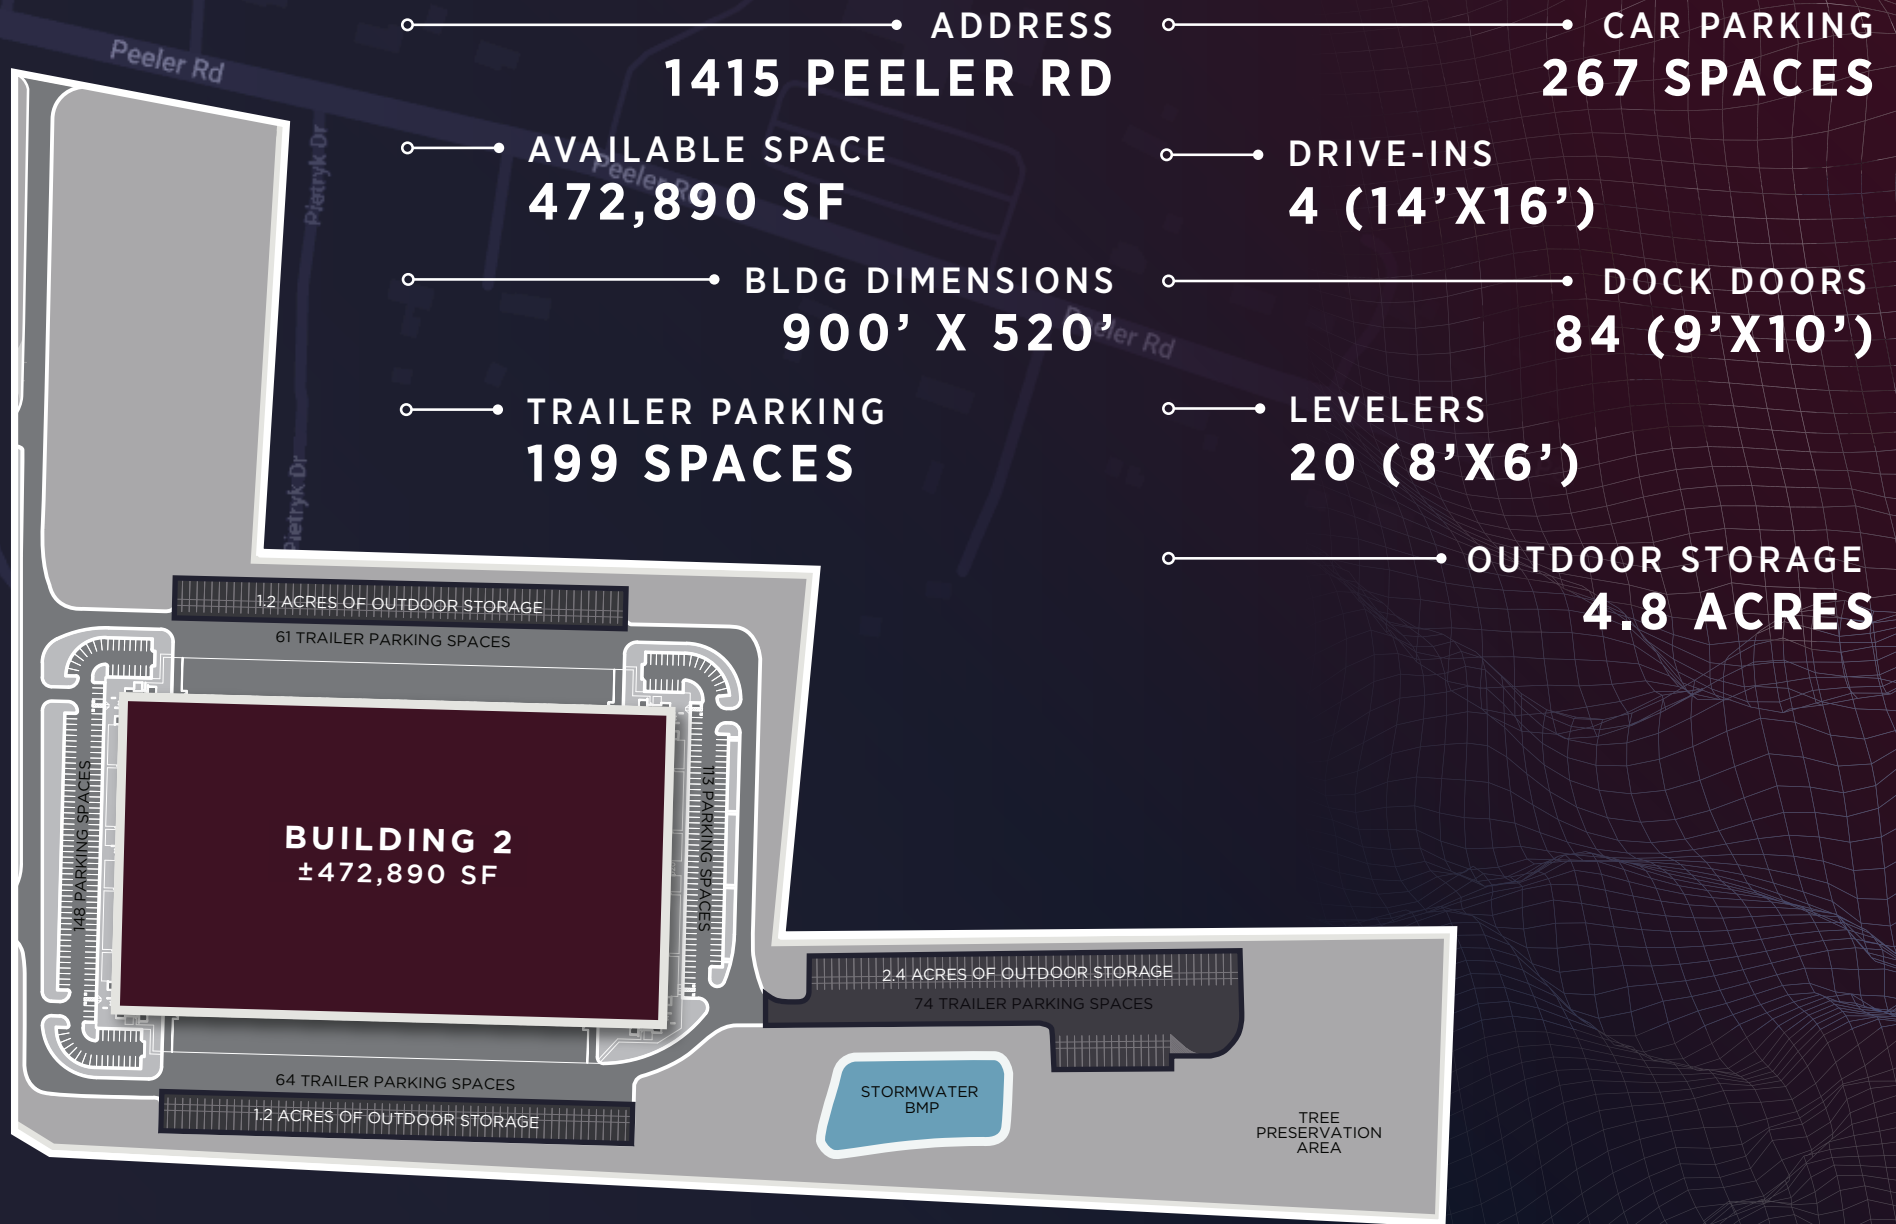 Peeler Rd
Pietryk Dr
Peeler Rd
Peeler Rd
Pietryk Dr
ADDRESS
1415 PEELER RD
AVAILABLE SPACE
472,890 SF
BLDG DIMENSIONS
900’ X 520’
TRAILER PARKING
199 SPACES
CAR PARKING
267 SPACES
DRIVE-INS
4 (14’X16’)
DOCK DOORS
84 (9’X10’)
LEVELERS
20 (8’X6’)
OUTDOOR STORAGE
4.8 ACRES
1.2 ACRES OF OUTDOOR STORAGE
61 TRAILER PARKING SPACES
148 PARKING SPACES
BUILDING 2
±472,890 SF
113 PARKING SPACES
64 TRAILER PARKING SPACES
1.2 ACRES OF OUTDOOR STORAGE
2.4 ACRES OF OUTDOOR STORAGE
74 TRAILER PARKING SPACES
STORMWATER
BMP
TREE
PRESERVATION
AREA